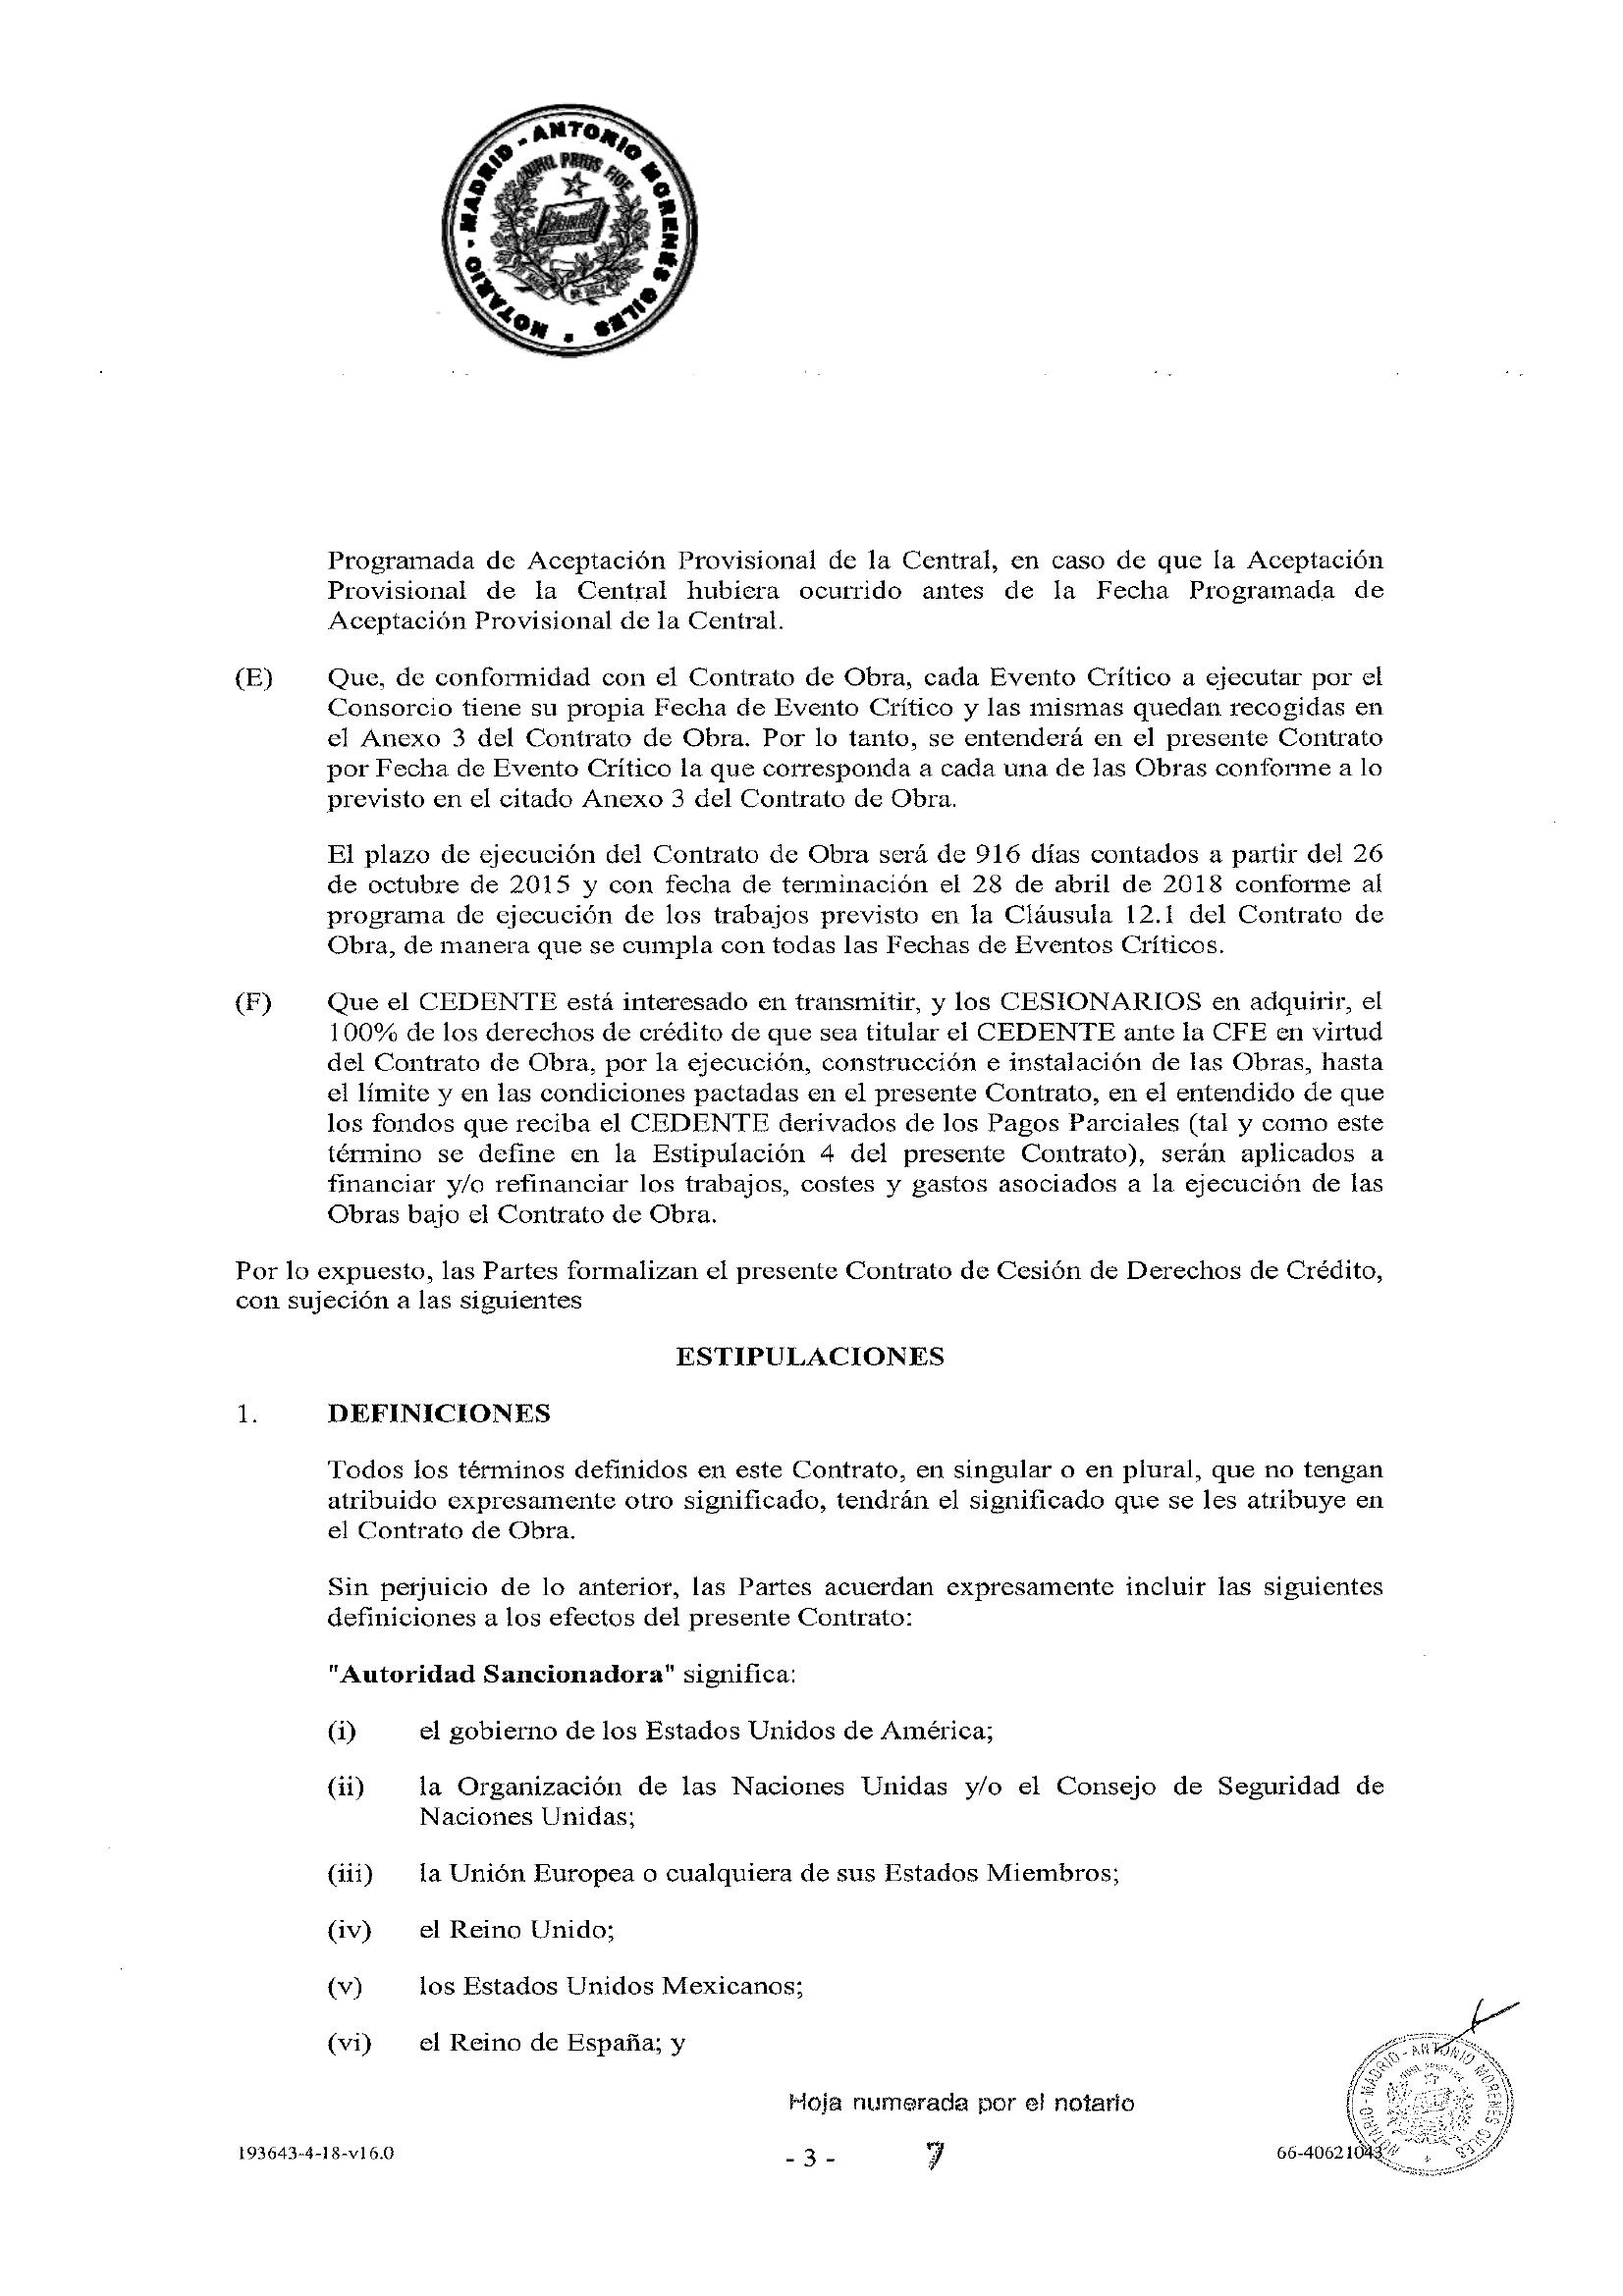 NOTARIO - MADRID - ANTONIO MORENES GILES
NIHIL PRIUS FIDE
Programada de Aceptación Provisional de la Central, en caso de que la Aceptación
Provisional de la Central hubiera ocurrido antes de la Fecha Programada de
Aceptación Provisional de la Central.
(E) Que, de conformidad con el Contrato de Obra, cada Evento Crítico a ejecutar por el
Consorcio tiene su propia Fecha de Evento Crítico y las mismas quedan recogidas en
el Anexo 3 del Contrato de Obra. Por lo tanto, se entenderá en el presente Contrato
por Fecha de Evento Crítico la que corresponda a cada una de las Obras conforme a lo
previsto en el citado Anexo 3 del Contrato de Obra.
El plazo de ejecución del Contrato de Obra será de 916 días contados a partir del 26
de octubre de 2015 y con fecha de terminación el 28 de abril de 2018 conforme al
programa de ejecución de los trabajos previsto en la Cláusula 12.1 del Contrato de
Obra, de manera que se cumpla con todas las Fechas de Eventos Críticos.
(F) Que el CEDENTE está interesado en transmitir, y los CESIONARIOS en adquirir, el
100% de los derechos de crédito de que sea titular el CEDENTE ante la CFE en virtud
del Contrato de Obra, por la ejecución, construcción e instalación de las Obras, hasta
el límite y en las condiciones pactadas en el presente Contrato, en el entendido de que
los fondos que reciba el CEDENTE derivados de los Pagos Parciales (tal y como este
término se define en la Estipulación 4 del presente Contrato), serán aplicados a
financiar y/o refinanciar los trabajos, costes y gastos asociados a la ejecución de las
Obras bajo el Contrato de Obra.
Por lo expuesto, las Partes formalizan el presente Contrato de Cesión de Derechos de Crédito,
con sujeción a las siguientes
ESTIPULACIONES
1. DEFINICIONES
Todos los términos definidos en este Contrato, en singular o en plural, que no tengan
atribuido expresamente otro significado, tendrán el significado que se les atribuye en
el Contrato de Obra.
Sin perjuicio de lo anterior, las Partes acuerdan expresamente incluir las siguientes
definiciones a los efectos del presente Contrato:
"Autoridad Sancionadora" significa:
(i) el gobierno de los Estados Unidos de América;
(ii) la Organización de las Naciones Unidas y/o el Consejo de Seguridad de
Naciones Unidas;
(iii) la Unión Europea o cualquiera de sus Estados Miembros;
(iv) el Reino Unido;
(v) los Estados Unidos Mexicanos;
(vi) el Reino de España; y
Hoja numerada por el notario
193643-4-18-v16.0 - 3 - 7 66-40621043
NOTARIO - MADRID - ANTONIO MORENES GILES